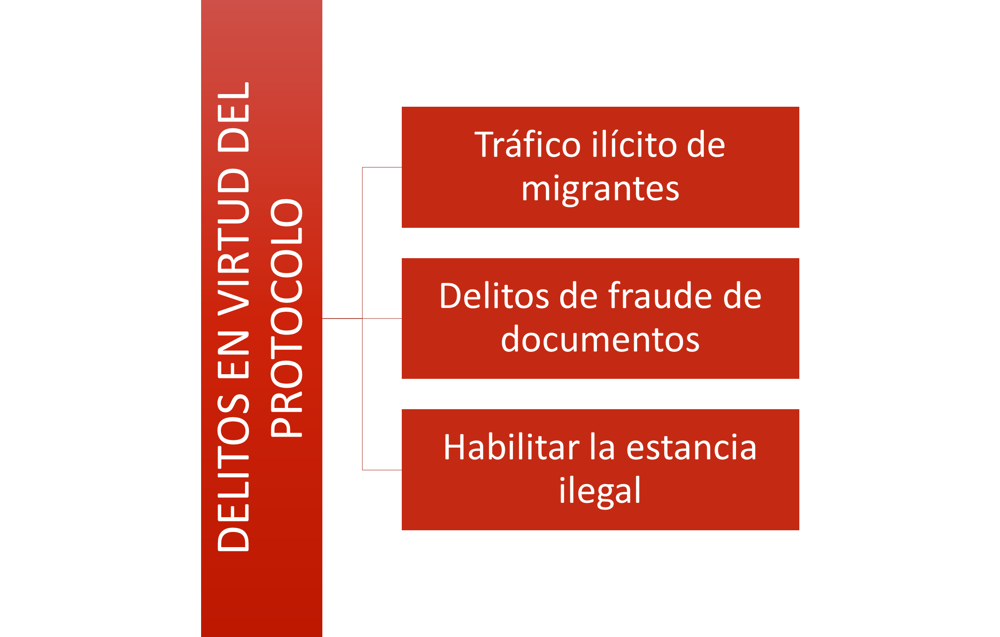 DELITOS EN VIRTUD DEL
PROTOCOLO
Tráfico ilícito de
migrantes
Delitos de fraude de
documentos
Habilitar la estancia
ilegal